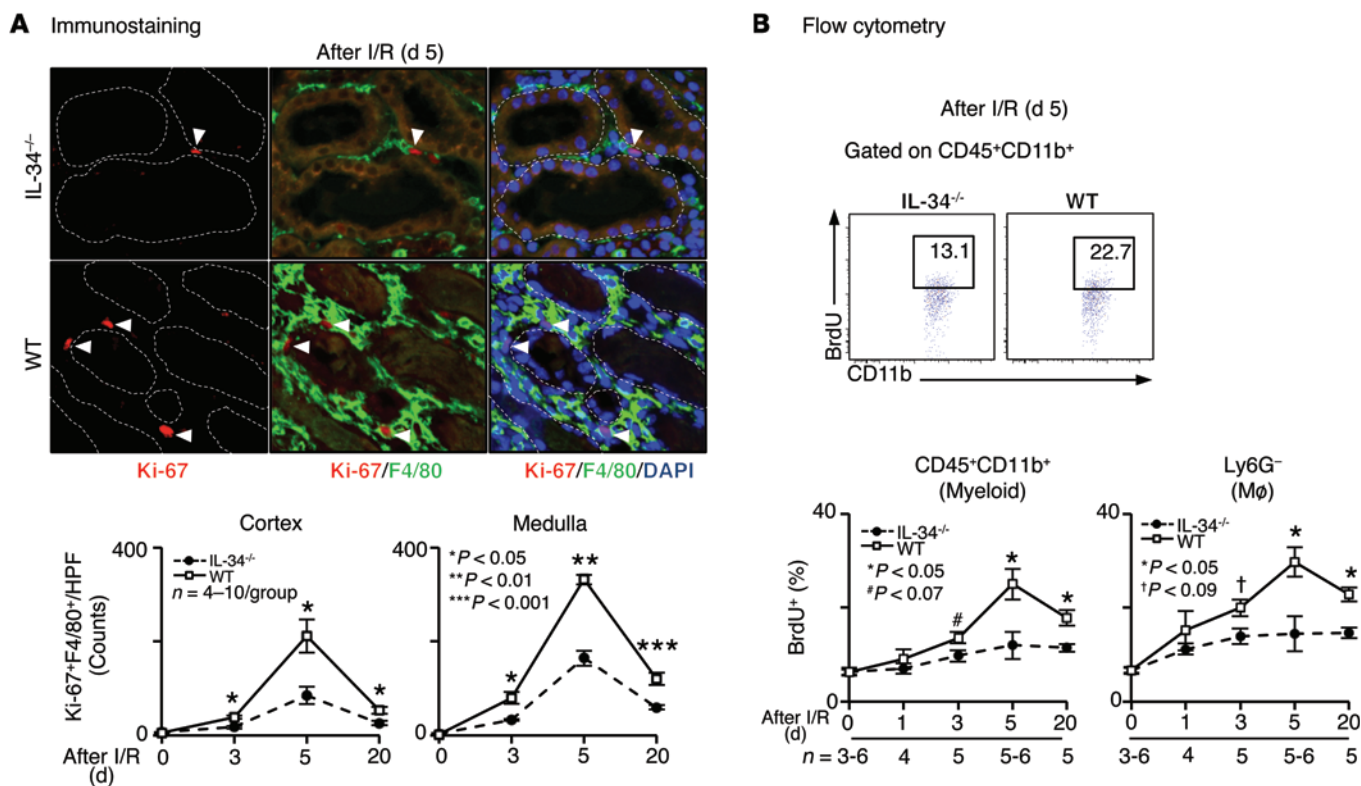 A Immunostaining
After I/R (d 5)
IL-34⁻/⁻
WT
Ki-67
Ki-67/F4/80
Ki-67/F4/80/DAPI
Cortex
Ki-67⁺F4/80⁺/HPF
(Counts)
400
200
0
IL-34⁻/⁻
WT
n = 4–10/group
*
*
*
After I/R
(d)
0 3 5 20
Medulla
400
200
0
*P < 0.05
**P < 0.01
***P < 0.001
*
**
***
0 3 5 20
B Flow cytometry
After I/R (d 5)
Gated on CD45⁺CD11b⁺
IL-34⁻/⁻
WT
13.1
22.7
BrdU
CD11b
CD45⁺CD11b⁺
(Myeloid)
BrdU⁺ (%)
40
20
0
IL-34⁻/⁻
WT
*P < 0.05
#P < 0.07
#
*
*
After I/R
(d)
0 1 3 5 20
n = 3-6 4 5 5-6 5
Ly6G⁻
(Mø)
40
20
0
IL-34⁻/⁻
WT
*P < 0.05
†P < 0.09
†
*
*
0 1 3 5 20
3-6 4 5 5-6 5